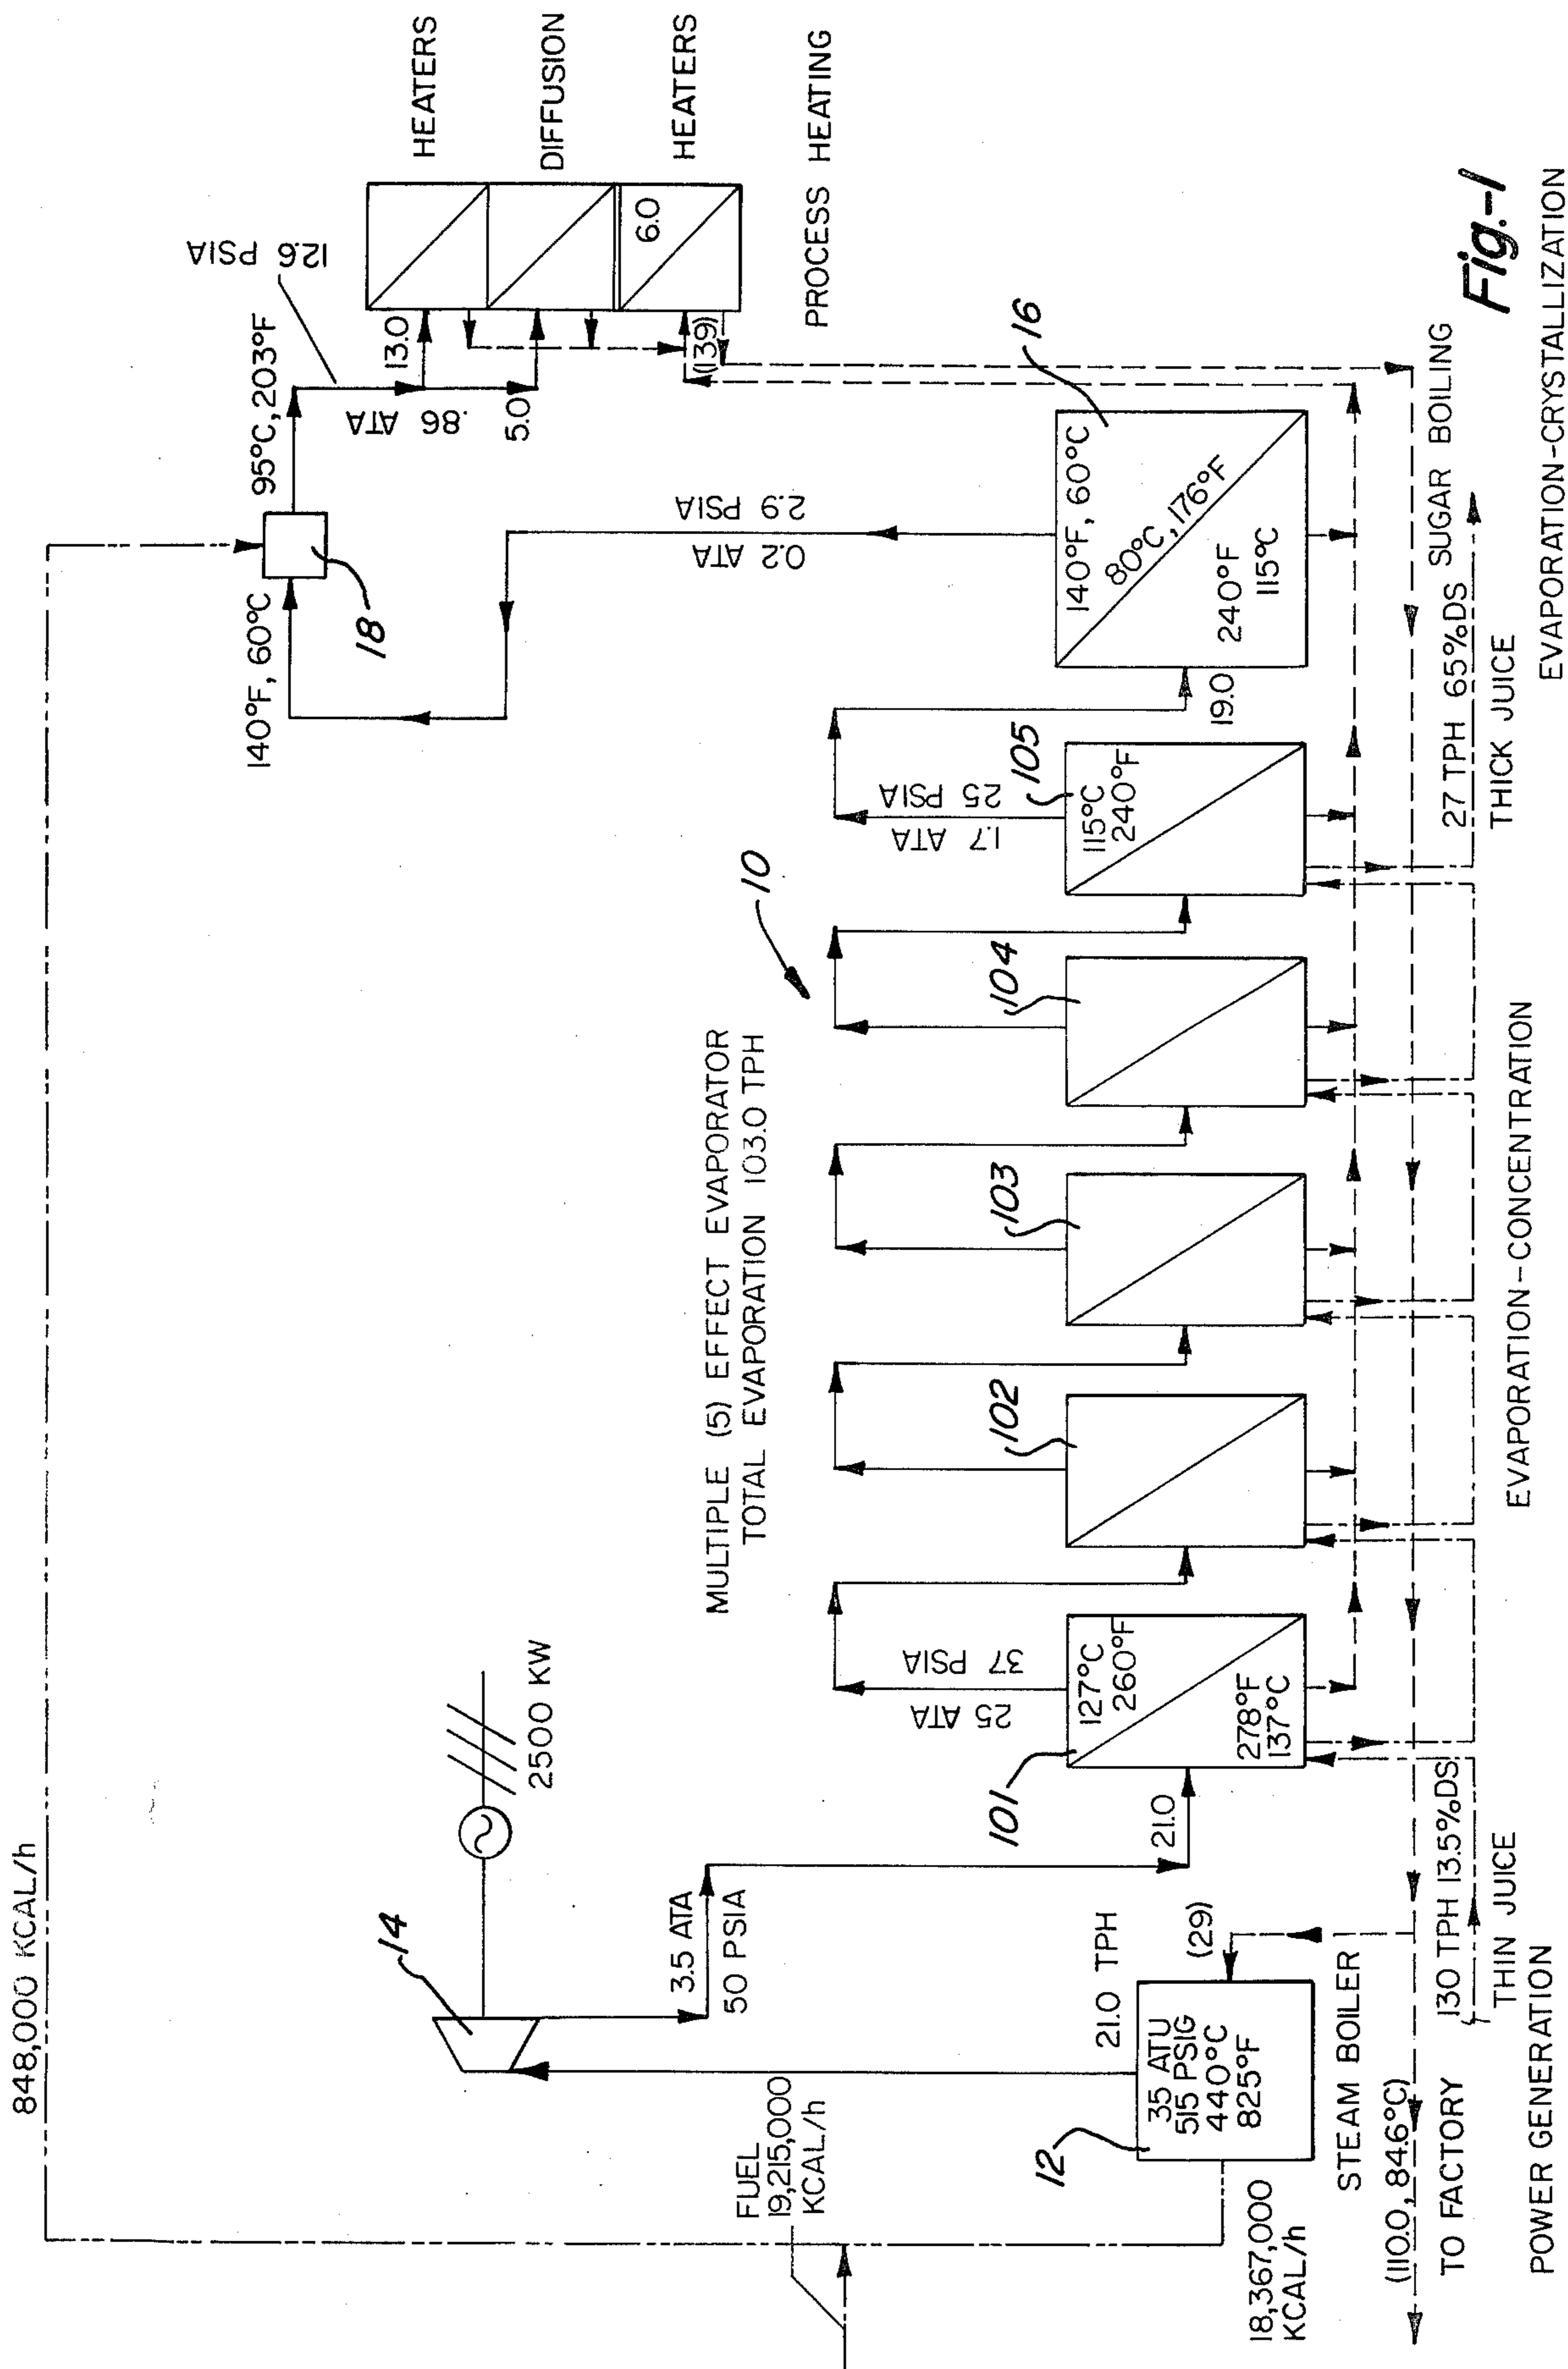 848,000 KCAL/h
140°F, 60°C
18
95°C, 203°F
12.6
PSIA
.86 ATA
13.0
5.0
(139)
6.0
HEATERS
DIFFUSION
HEATERS
PROCESS HEATING
14
2500 KW
3.5 ATA
50 PSIA
FUEL
19,215,000
KCAL/h
MULTIPLE (5) EFFECT EVAPORATOR
TOTAL EVAPORATION 103.0 TPH
10
0.2 ATA
2.9 PSIA
12
35 ATU
515 PSIG
440°C
825°F
21.0 TPH
(29)
18,367,000
KCAL/h
STEAM BOILER
21.0
101
127°C
260°F
278°F
137°C
25 ATA
37 PSIA
102
103
104
105
115°C
240°F
1.7 ATA
25 PSIA
19.0
16
140°F, 60°C
80°C, 176°F
240°F
115°C
(110.0, 84.6°C)
TO FACTORY
130 TPH 13.5%DS
THIN JUICE
POWER GENERATION
EVAPORATION-CONCENTRATION
27 TPH 65%DS
THICK JUICE
SUGAR BOILING
EVAPORATION-CRYSTALLIZATION
Fig.-1